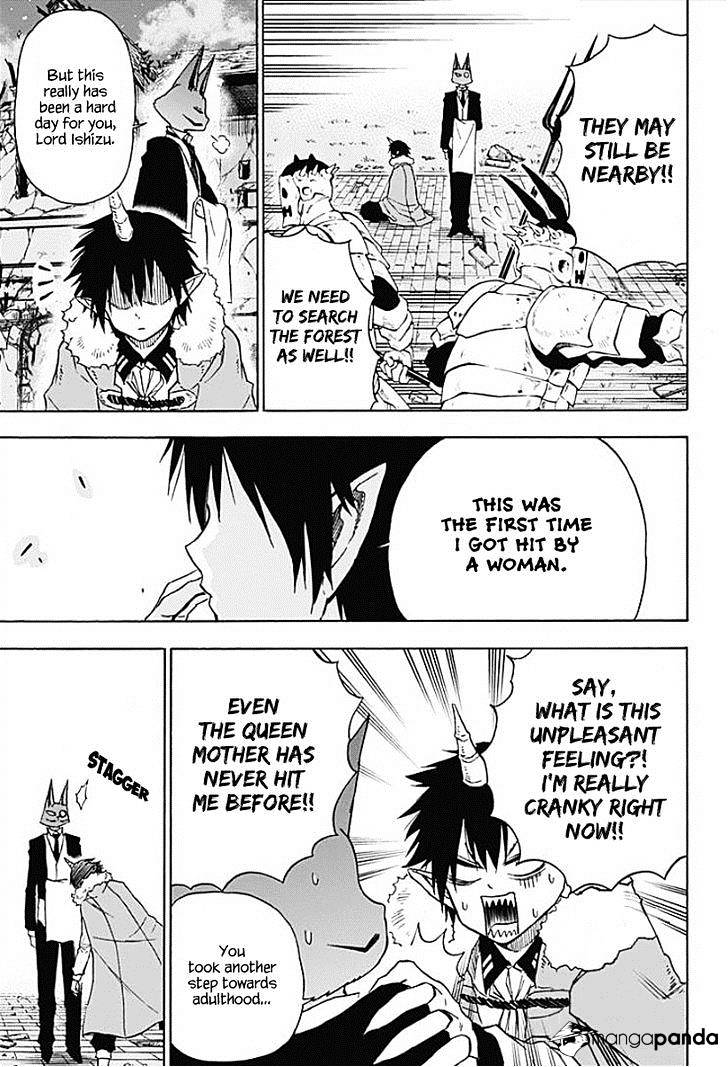 THEY MAY
STILL BE
NEARBY!!
WE NEED
TO SEARCH
THE FOREST
AS WELL!!
But this
really has
been a hard
day for you,
Lord Ishizu.
THIS WAS
THE FIRST TIME
I GOT HIT BY
A WOMAN.
SAY,
WHAT IS THIS
UNPLEASANT
FEELING?!
I'M REALLY
CRANKY RIGHT
NOW!!
EVEN
THE QUEEN
MOTHER HAS
NEVER HIT
ME BEFORE!!
You
took another
step towards
adulthood...
STAGGER
mangapanda